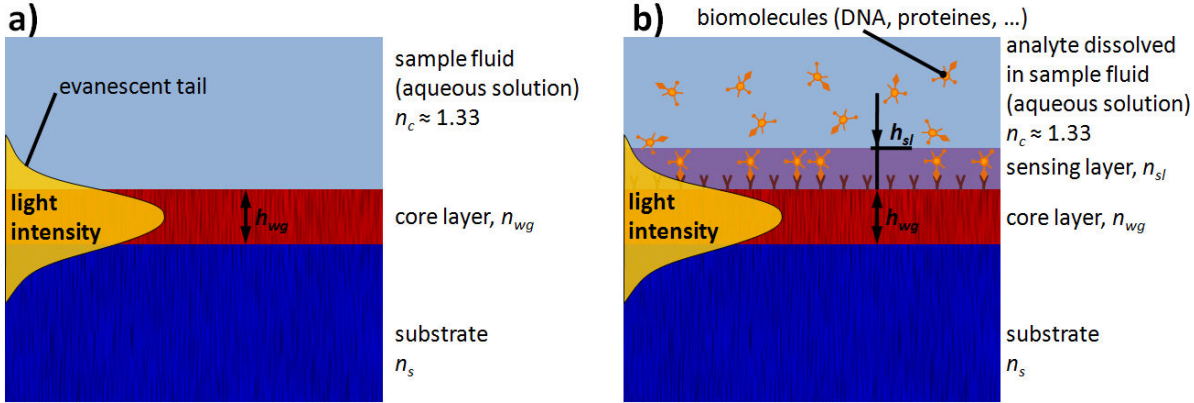 a)
evanescent tail
sample fluid
(aqueous solution)
n_c ≈ 1.33
light
intensity
h_wg
core layer, n_wg
substrate
n_s
b)
biomolecules (DNA, proteines, ...)
analyte dissolved
in sample fluid
(aqueous solution)
n_c ≈ 1.33
h_sl
sensing layer, n_sl
light
intensity
h_wg
core layer, n_wg
substrate
n_s